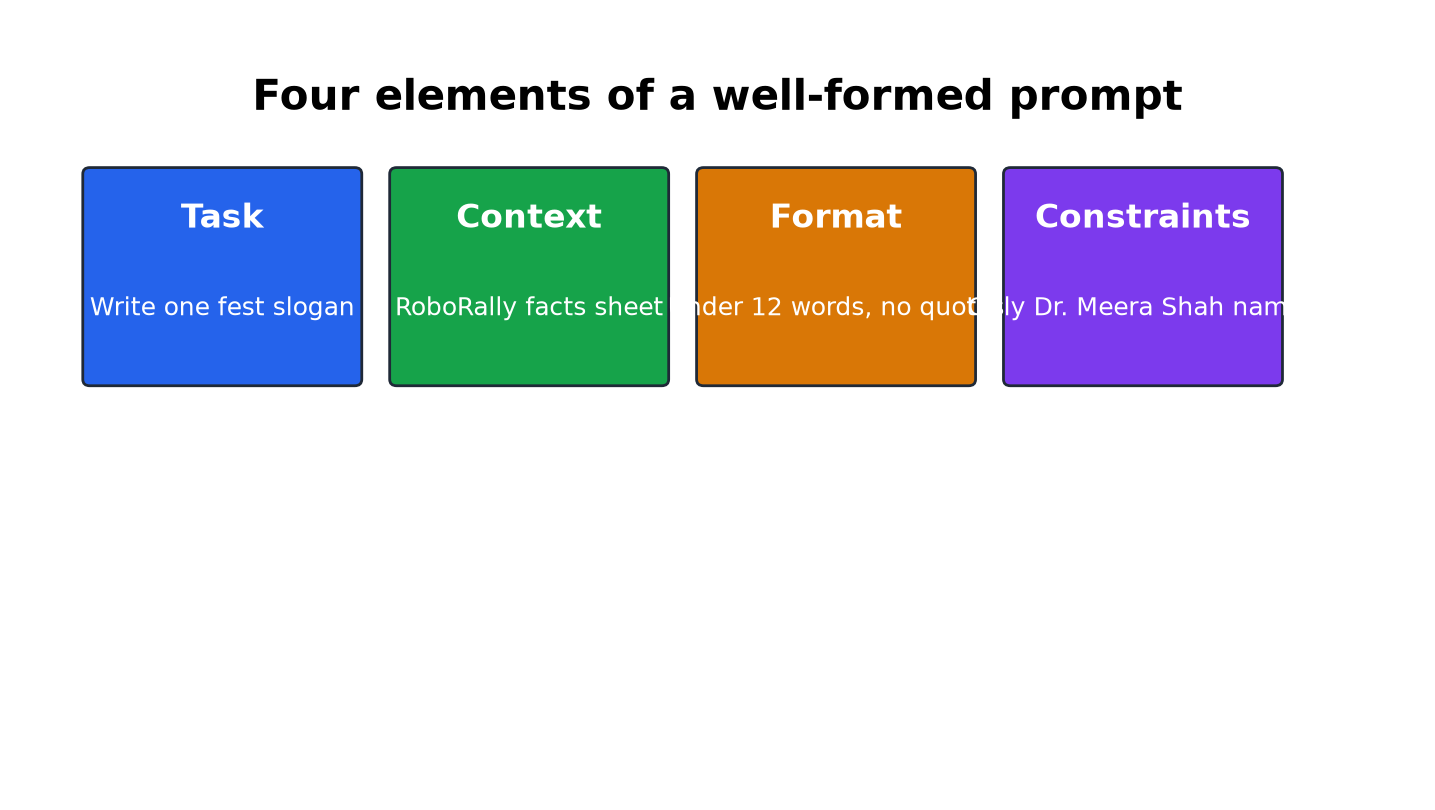 Four elements of a well-formed prompt
Task
Write one fest slogan
Context
RoboRally facts sheet
Format
12 words, no
Constraints
Dr. Meera Shah